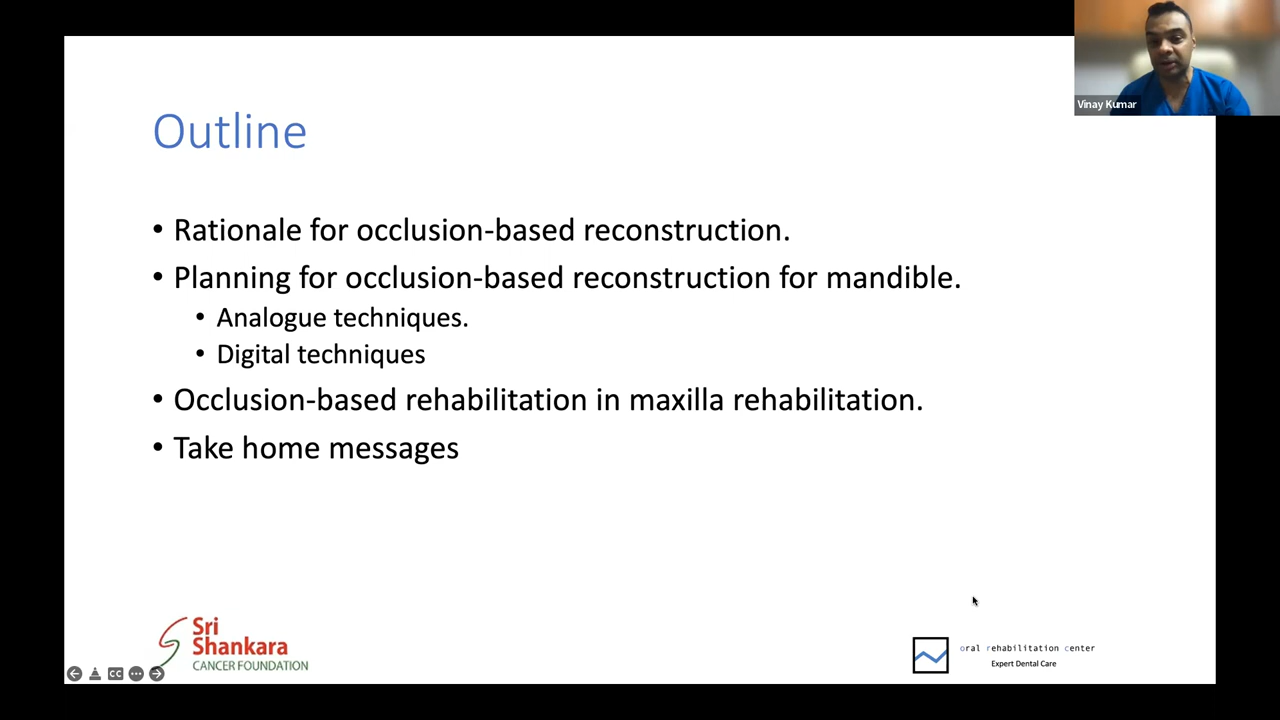 Vinay Kumar
Outline
• Rationale for occlusion-based reconstruction.
• Planning for occlusion-based reconstruction for mandible.
• Analogue techniques.
• Digital techniques
• Occlusion-based rehabilitation in maxilla rehabilitation.
• Take home messages
Sri
Shankara
CANCER FOUNDATION
CC
oral rehabilitation center
Expert Dental Care